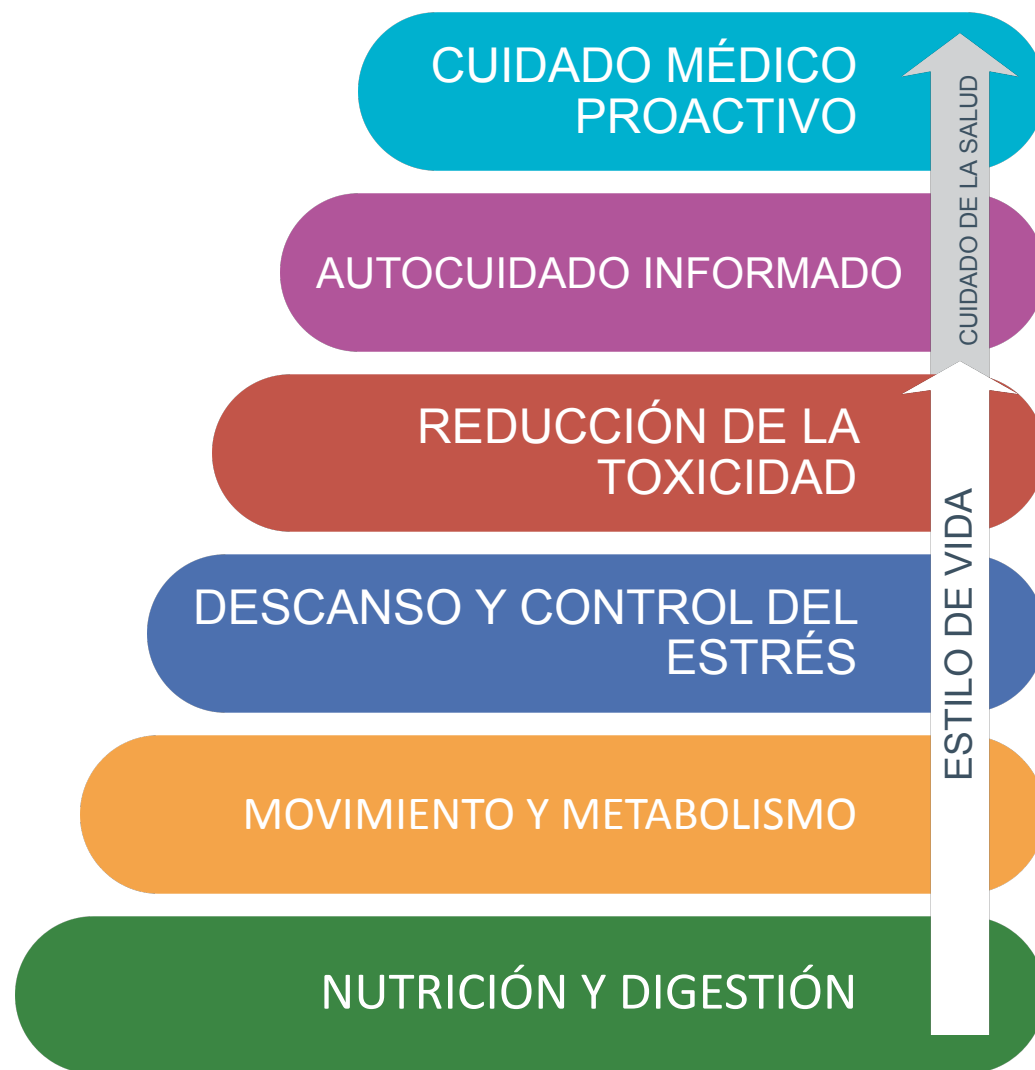 CUIDADO MÉDICO
PROACTIVO
CUIDADO DE LA SALUD
AUTOCUIDADO INFORMADO
REDUCCIÓN DE LA
TOXICIDAD
ESTILO DE VIDA
DESCANSO Y CONTROL DEL
ESTRÉS
MOVIMIENTO Y METABOLISMO
NUTRICIÓN Y DIGESTIÓN